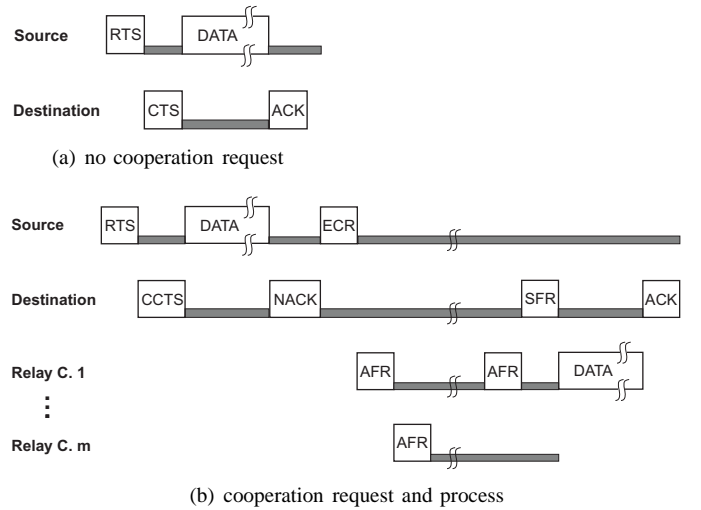 Source RTS DATA
Destination CTS ACK
(a) no cooperation request
Source RTS DATA ECR
Destination CCTS NACK SFR ACK
Relay C. 1 AFR AFR DATA
Relay C. m AFR
(b) cooperation request and process